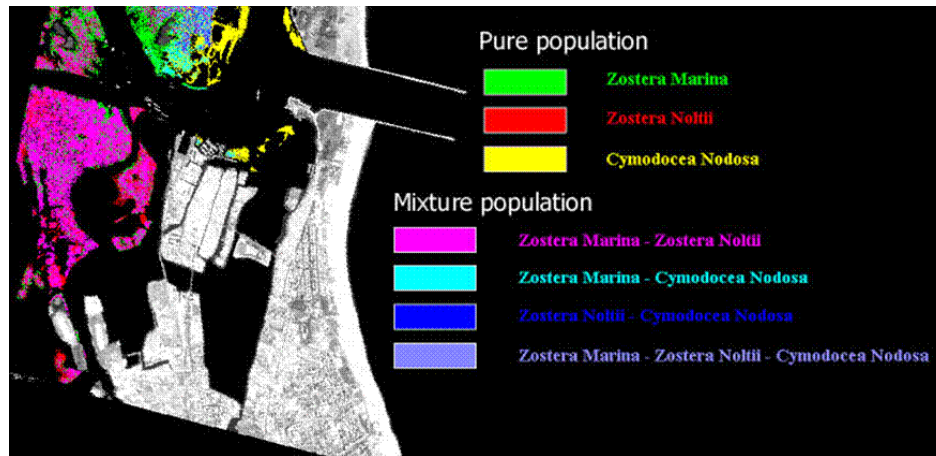 Pure population
Zostera Marina
Zostera Noltii
Cymodocea Nodosa
Mixture population
Zostera Marina - Zostera Noltii
Zostera Marina - Cymodocea Nodosa
Zostera Noltii - Cymodocea Nodosa
Zostera Marina - Zostera Noltii - Cymodocea Nodosa